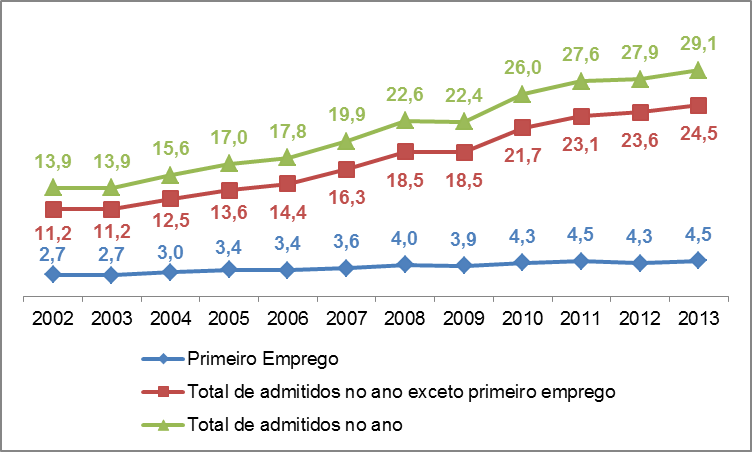 13,9 13,9 15,6 17,0 17,8 19,9 22,6 22,4 26,0 27,6 27,9 29,1
11,2 11,2 12,5 13,6 14,4 16,3 18,5 18,5 21,7 23,1 23,6 24,5
2,7 2,7 3,0 3,4 3,4 3,6 4,0 3,9 4,3 4,5 4,3 4,5
2002 2003 2004 2005 2006 2007 2008 2009 2010 2011 2012 2013
Primeiro Emprego
Total de admitidos no ano exceto primeiro emprego
Total de admitidos no ano